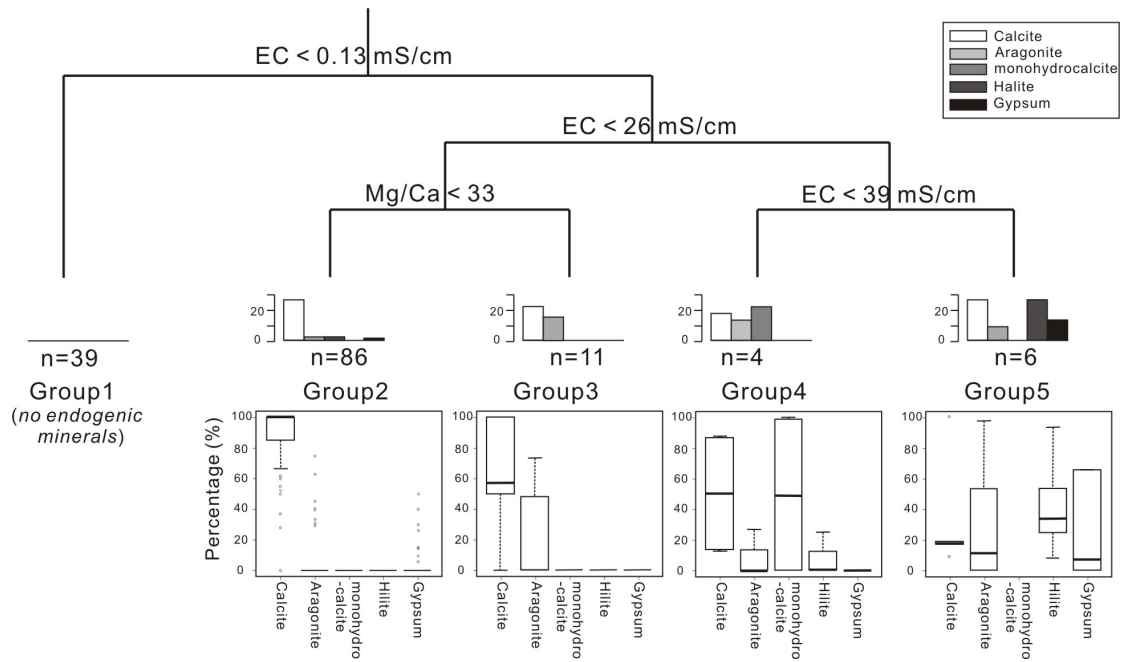 EC < 0.13 mS/cm
Calcite
Aragonite
monohydrocalcite
Halite
Gypsum
EC < 26 mS/cm
Mg/Ca < 33
EC < 39 mS/cm
20
0
20
0
20
0
20
0
n=39
n=86
n=11
n=4
n=6
Group1
(no endogenic
minerals)
Group2
Group3
Group4
Group5
Percentage (%)
100
80
60
40
20
0
100
80
60
40
20
0
100
80
60
40
20
0
100
80
60
40
20
0
Calcite
Aragonite
monohydro
-calcite
Hilite
Gypsum
Calcite
Aragonite
monohydro
-calcite
Hilite
Gypsum
Calcite
Aragonite
monohydro
-calcite
Hilite
Gypsum
Calcite
Aragonite
monohydro
-calcite
Hilite
Gypsum